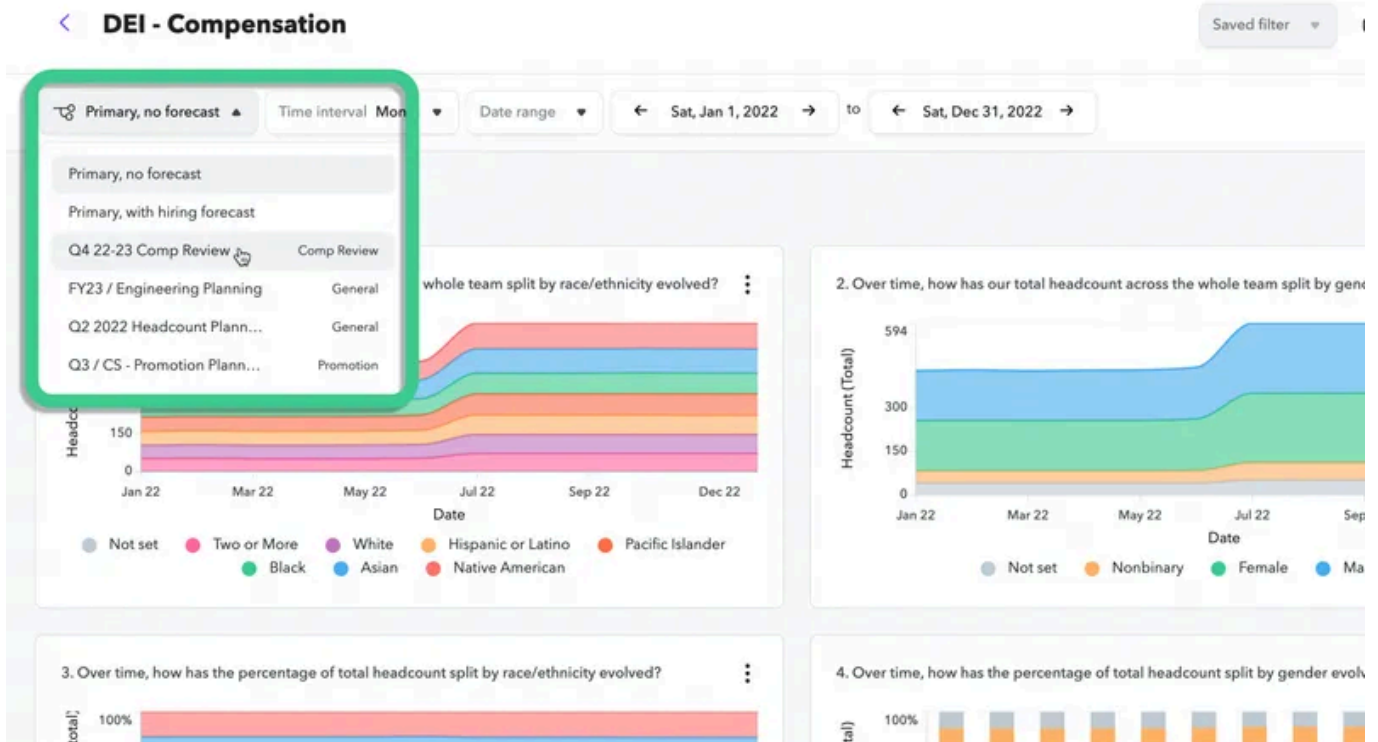 DEI - Compensation
Saved filter
Primary, no forecast
Time interval Mon
Date range
Sat, Jan 1, 2022
to
Sat, Dec 31, 2022
Primary, no forecast
Primary, with hiring forecast
Q4 22-23 Comp Review Comp Review
FY23 / Engineering Planning General
Q2 2022 Headcount Plann... General
Q3 / CS - Promotion Plann... Promotion
whole team split by race/ethnicity evolved?
150
0
Jan 22 Mar 22 May 22 Jul 22 Sep 22 Dec 22
Date
Not set Two or More White Hispanic or Latino Pacific Islander
Black Asian Native American
2. Over time, how has our total headcount across the whole team split by gen
Headcount (Total)
594
300
150
0
Jan 22 Mar 22 May 22 Jul 22 Sep
Date
Not set Nonbinary Female Ma
3. Over time, how has the percentage of total headcount split by race/ethnicity evolved?
100%
4. Over time, how has the percentage of total headcount split by gender evolv
100%